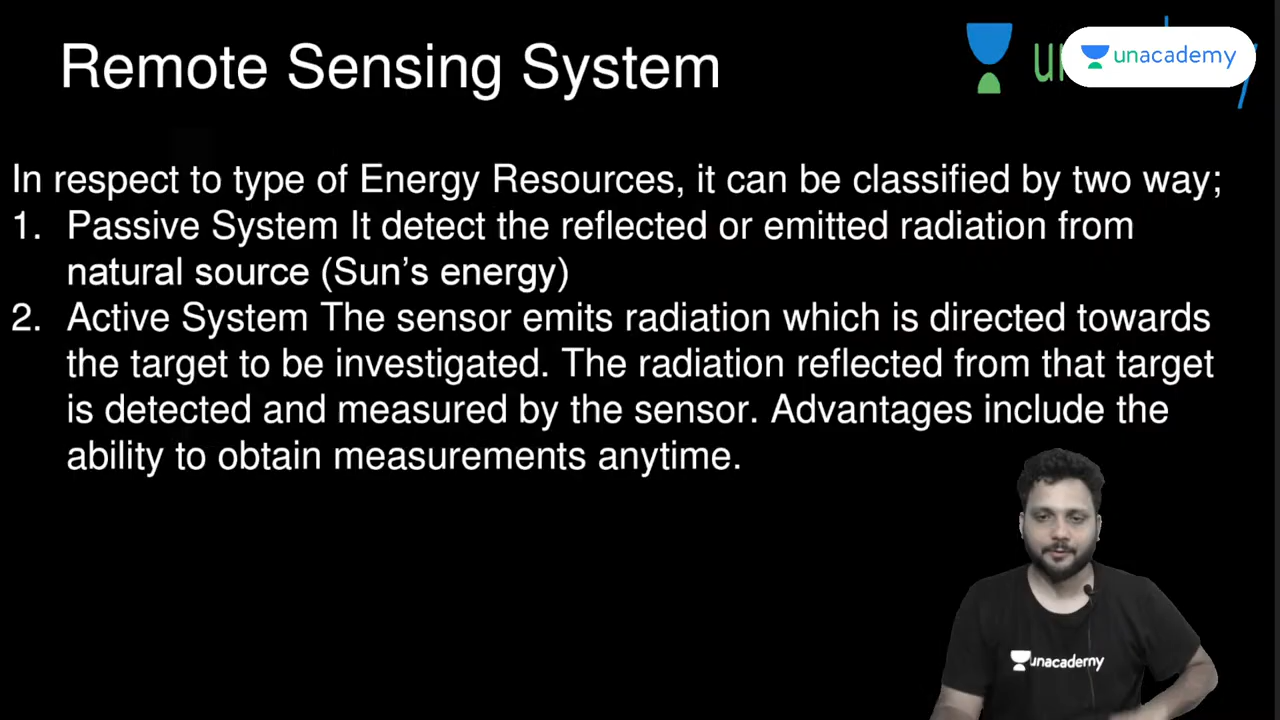 Remote Sensing System
unacademy
In respect to type of Energy Resources, it can be classified by two way;
1. Passive System It detect the reflected or emitted radiation from
natural source (Sun’s energy)
2. Active System The sensor emits radiation which is directed towards
the target to be investigated. The radiation reflected from that target
is detected and measured by the sensor. Advantages include the
ability to obtain measurements anytime.
unacademy